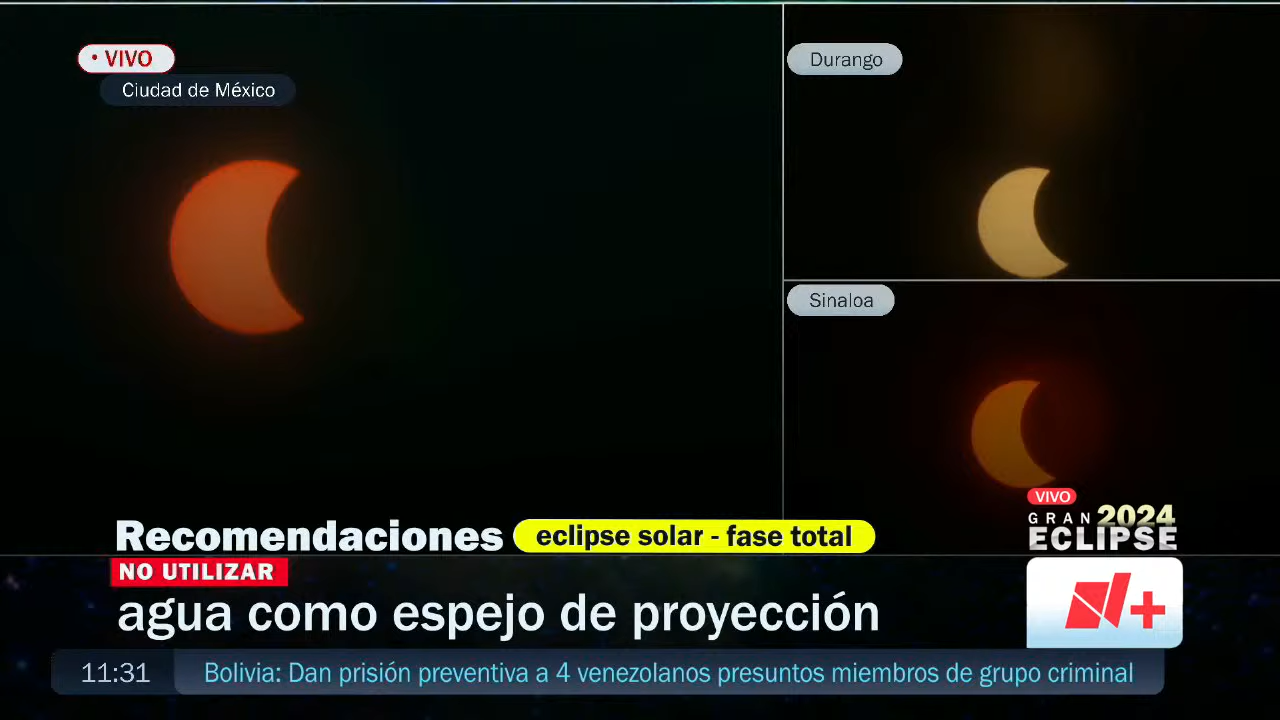 • VIVO
Ciudad de México
Durango
Sinaloa
VIVO
GRAN 2024
ECLIPSE
Recomendaciones eclipse solar - fase total
NO UTILIZAR
agua como espejo de proyección
N+
11:31 Bolivia: Dan prisión preventiva a 4 venezolanos presuntos miembros de grupo criminal